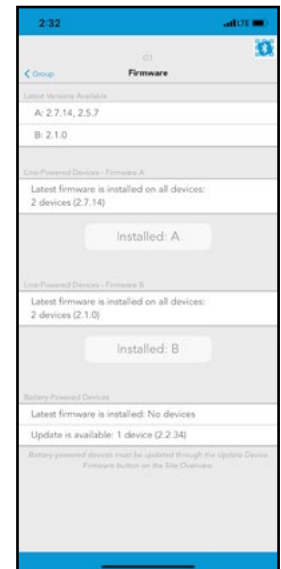 2:32
LTE
G1
< Group
Firmware
Latest Versions Available
A: 2.7.14, 2.5.7
B: 2.1.0
Line-Powered Devices - Firmware A
Latest firmware is installed on all devices:
2 devices (2.7.14)
Installed: A
Line-Powered Devices - Firmware B
Latest firmware is installed on all devices:
2 devices (2.1.0)
Installed: B
Battery-Powered Devices
Latest firmware is installed: No devices
Update is available: 1 device (2.2.34)
Battery-powered devices must be updated through the Update Device
Firmware button on the Site Overview.